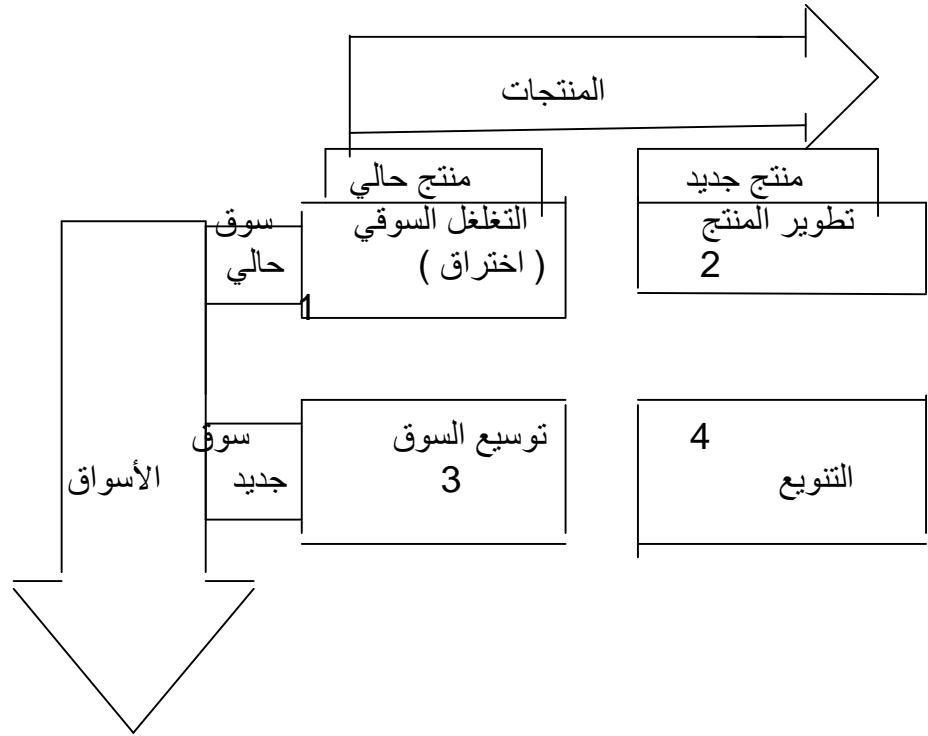 المنتجات
منتج حالي
منتج جديد
سوق حالي
التغلغل السوقي
( اختراق )
1
تطوير المنتج
2
الأسواق
سوق جديد
توسيع السوق
3
4
التنويع